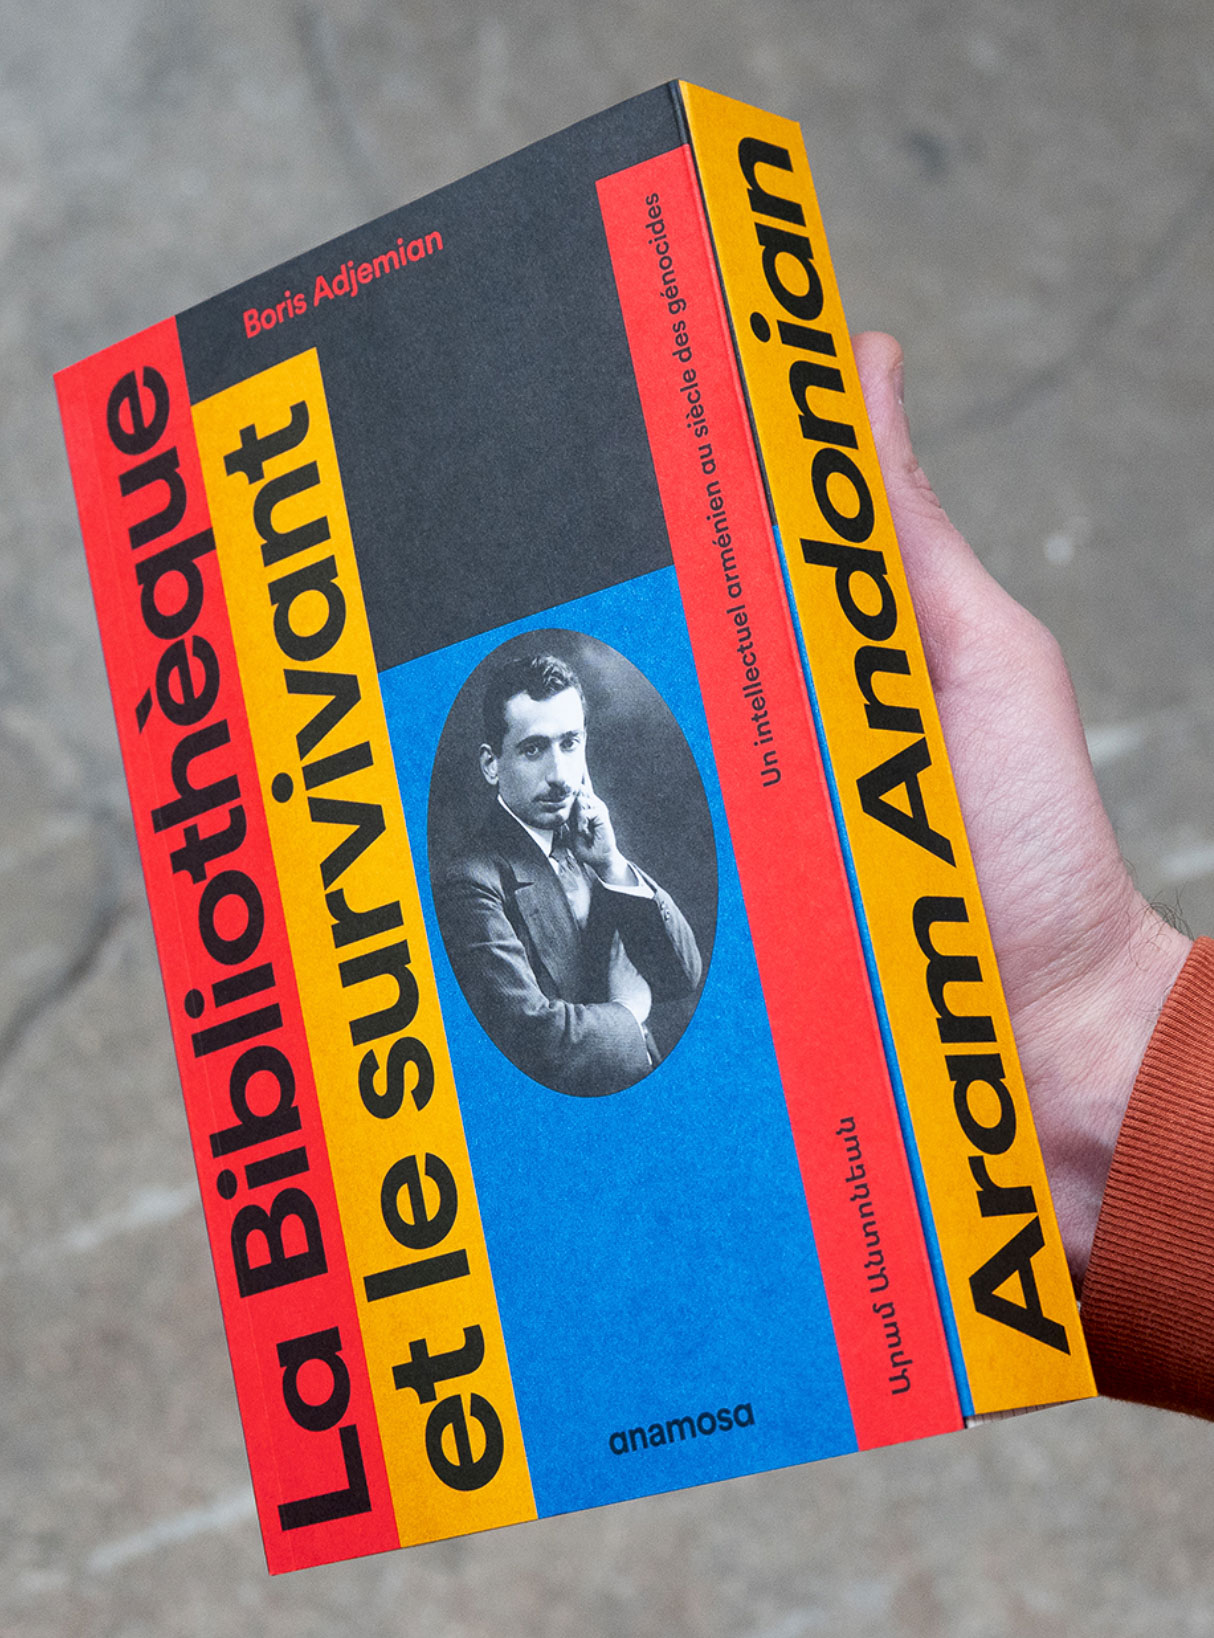 Boris Adjemian
La Bibliothèque
et le survivant
Un intellectuel arménien au siècle des génocides
Արամ Անտոնեան
anamosa
Aram Andonian